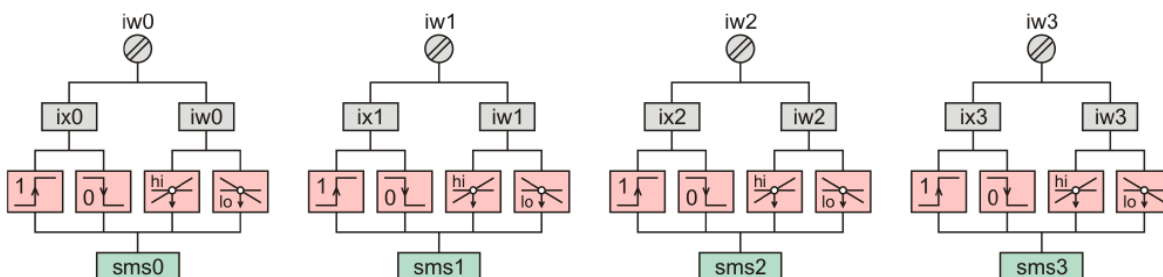 iw0 iw1 iw2 iw3
ix0 iw0 ix1 iw1 ix2 iw2 ix3 iw3
1 0 hi lo 1 0 hi lo 1 0 hi lo 1 0 hi lo
sms0 sms1 sms2 sms3